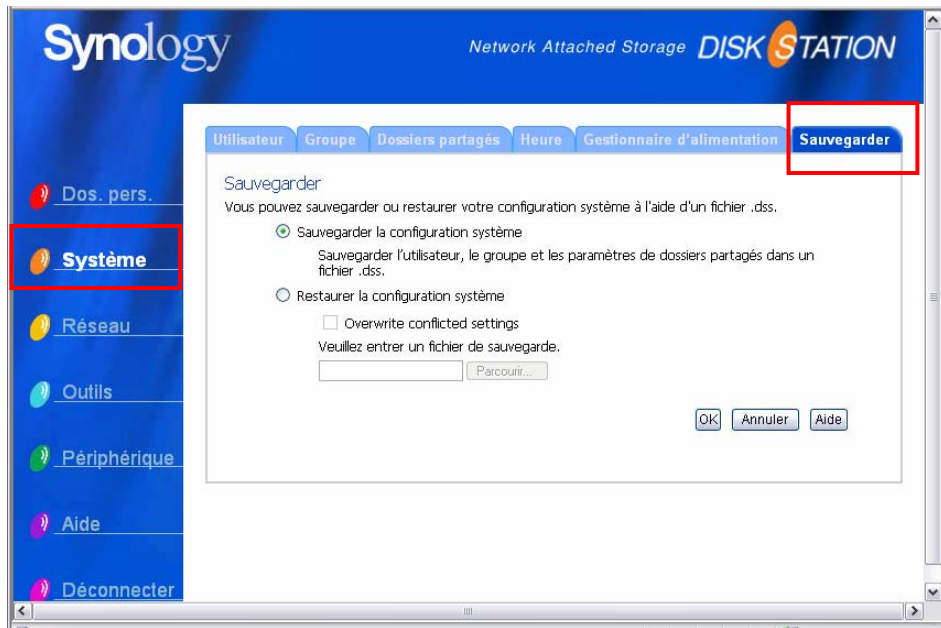 Synology
Network Attached Storage DISK STATION
Utilisateur Groupe Dossiers partagés Heure Gestionnaire d'alimentation Sauvegarder
Dos. pers.
Système
Réseau
Outils
Périphérique
Aide
Déconnecter
Sauvegarder
Vous pouvez sauvegarder ou restaurer votre configuration système à l'aide d'un fichier .dss.
Sauvegarder la configuration système
Sauvegarder l'utilisateur, le groupe et les paramètres de dossiers partagés dans un
fichier .dss.
Restaurer la configuration système
Overwrite conflicted settings
Veuillez entrer un fichier de sauvegarde.
Parcourir...
OK Annuler Aide